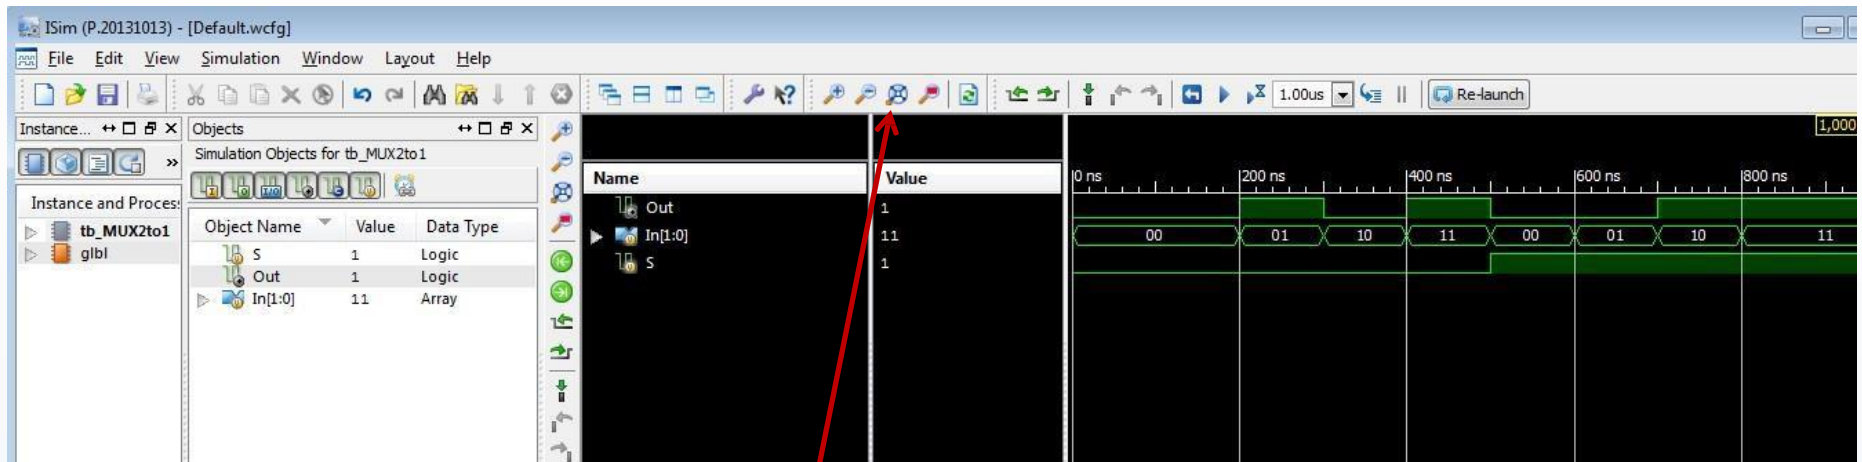 ISim (P.20131013) - [Default.wcfg]
File Edit View Simulation Window Layout Help
1.00us Re-launch
Instance...
Objects
Simulation Objects for tb_MUX2to1
Instance and Proces
tb_MUX2to1
glbl
Object Name Value Data Type
S 1 Logic
Out 1 Logic
In[1:0] 11 Array
Name Value
Out 1
In[1:0] 11
S 1
1,000
0 ns 200 ns 400 ns 600 ns 800 ns
00 01 10 11 00 01 10 11